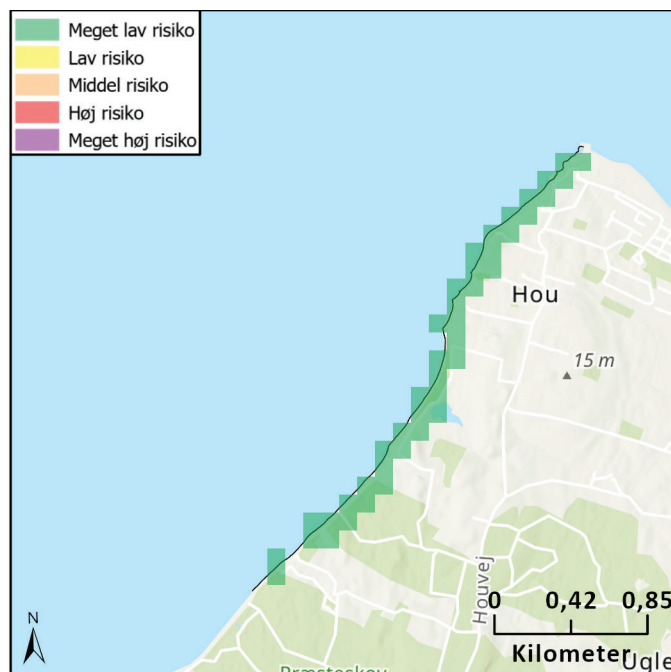 Meget lav risiko
Lav risiko
Middel risiko
Høj risiko
Meget høj risiko
Hou
15 m
Houvej
0 0,42 0,85
Kilometer
N
Præsteskov